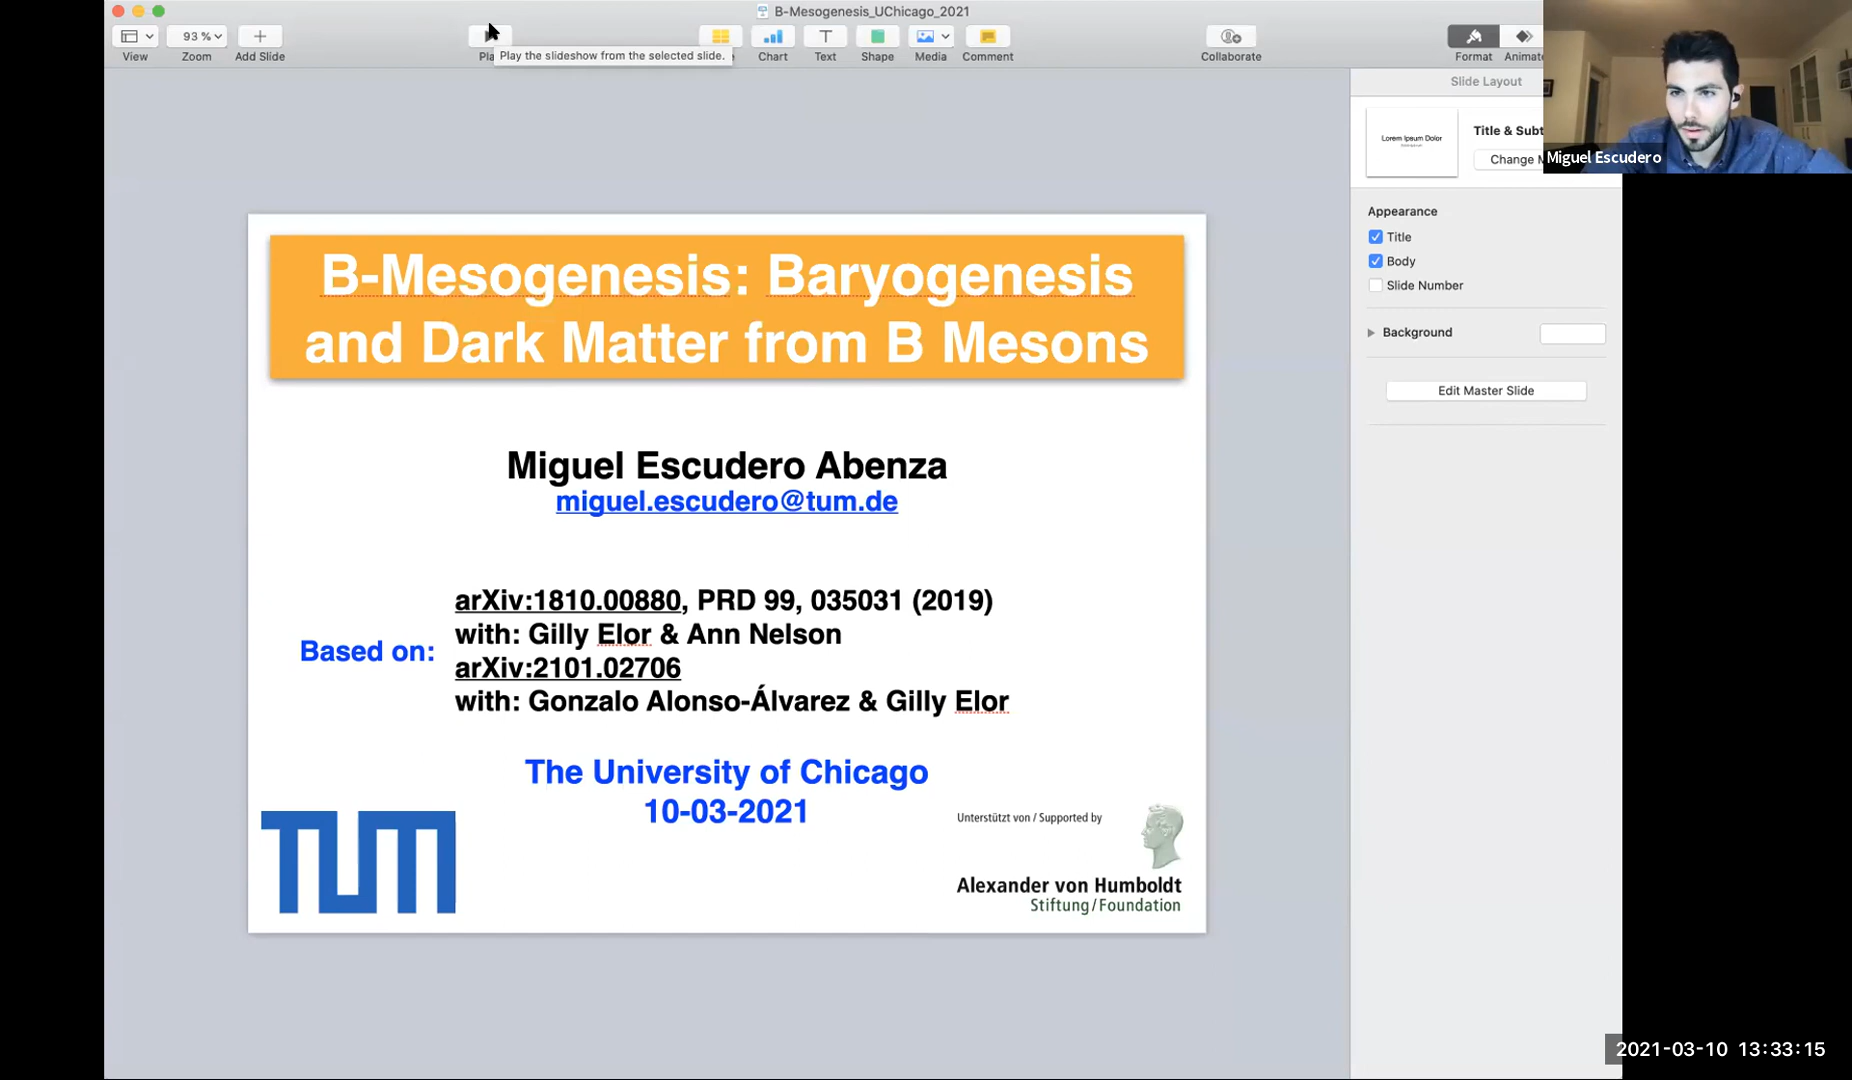 B-Mesogenesis_UChicago_2021
93 %
View
Zoom
Add Slide
Play the slideshow from the selected slide.
Chart
Text
Shape
Media
Comment
Collaborate
Format
Slide Layout
Lorem Ipsum Dolor
Miguel Escudero
Appearance
Title
Body
Slide Number
Background
Edit Master Slide
B-Mesogenesis: Baryogenesis
and Dark Matter from B Mesons
Miguel Escudero Abenza
miguel.escudero@tum.de
Based on:
arXiv:1810.00880, PRD 99, 035031 (2019)
with: Gilly Elor & Ann Nelson
arXiv:2101.02706
with: Gonzalo Alonso-Álvarez & Gilly Elor
The University of Chicago
10-03-2021
TUM
Unterstützt von / Supported by
Alexander von Humboldt
Stiftung/Foundation
2021-03-10 13:33:15